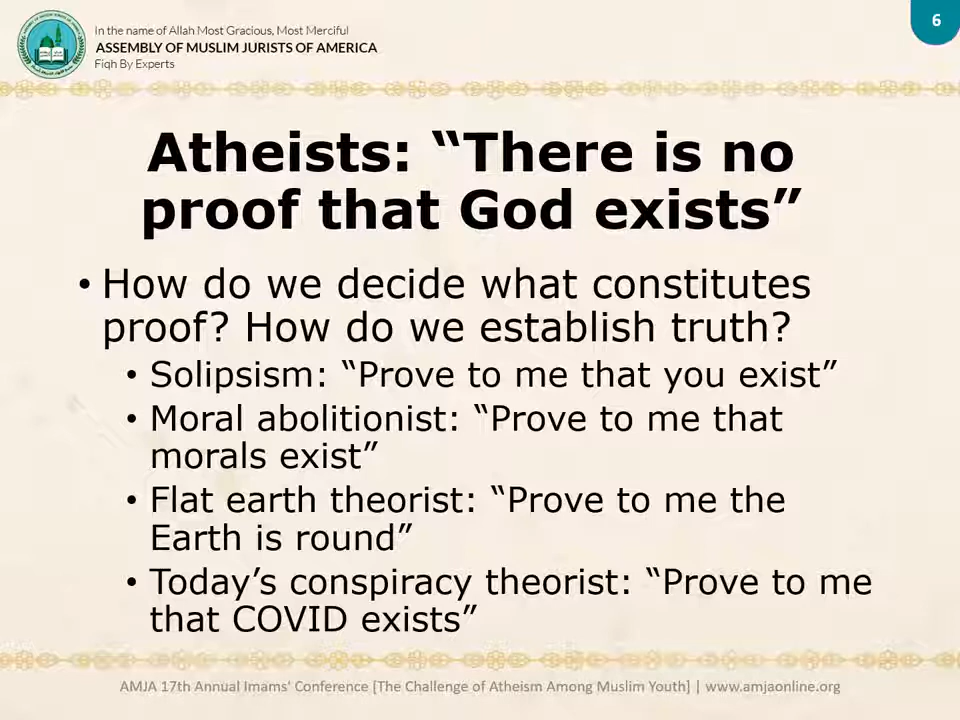 6
In the name of Allah Most Gracious, Most Merciful
ASSEMBLY OF MUSLIM JURISTS OF AMERICA
Fiqh By Experts
Atheists: “There is no
proof that God exists”
• How do we decide what constitutes
proof? How do we establish truth?
• Solipsism: “Prove to me that you exist”
• Moral abolitionist: “Prove to me that
morals exist”
• Flat earth theorist: “Prove to me the
Earth is round”
• Today’s conspiracy theorist: “Prove to me
that COVID exists”
AMJA 17th Annual Imams' Conference [The Challenge of Atheism Among Muslim Youth] | www.amjaonline.org